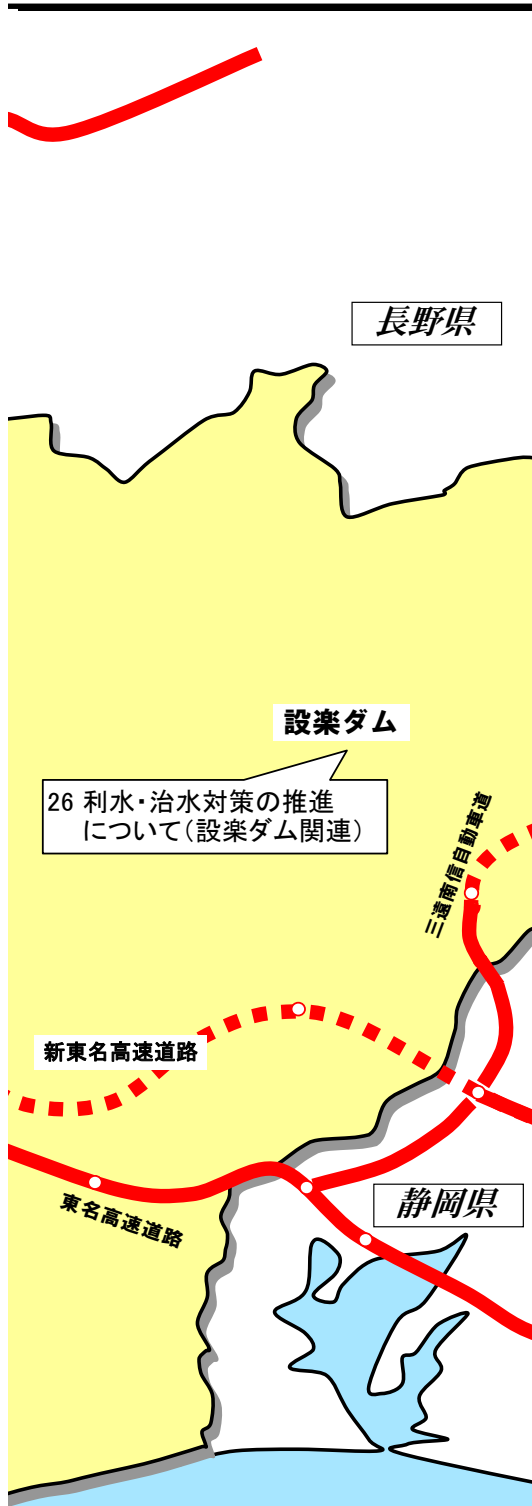 長野県
設楽ダム
26 利水・治水対策の推進
について(設楽ダム関連)
三遠南信自動車道
新東名高速道路
東名高速道路
静岡県